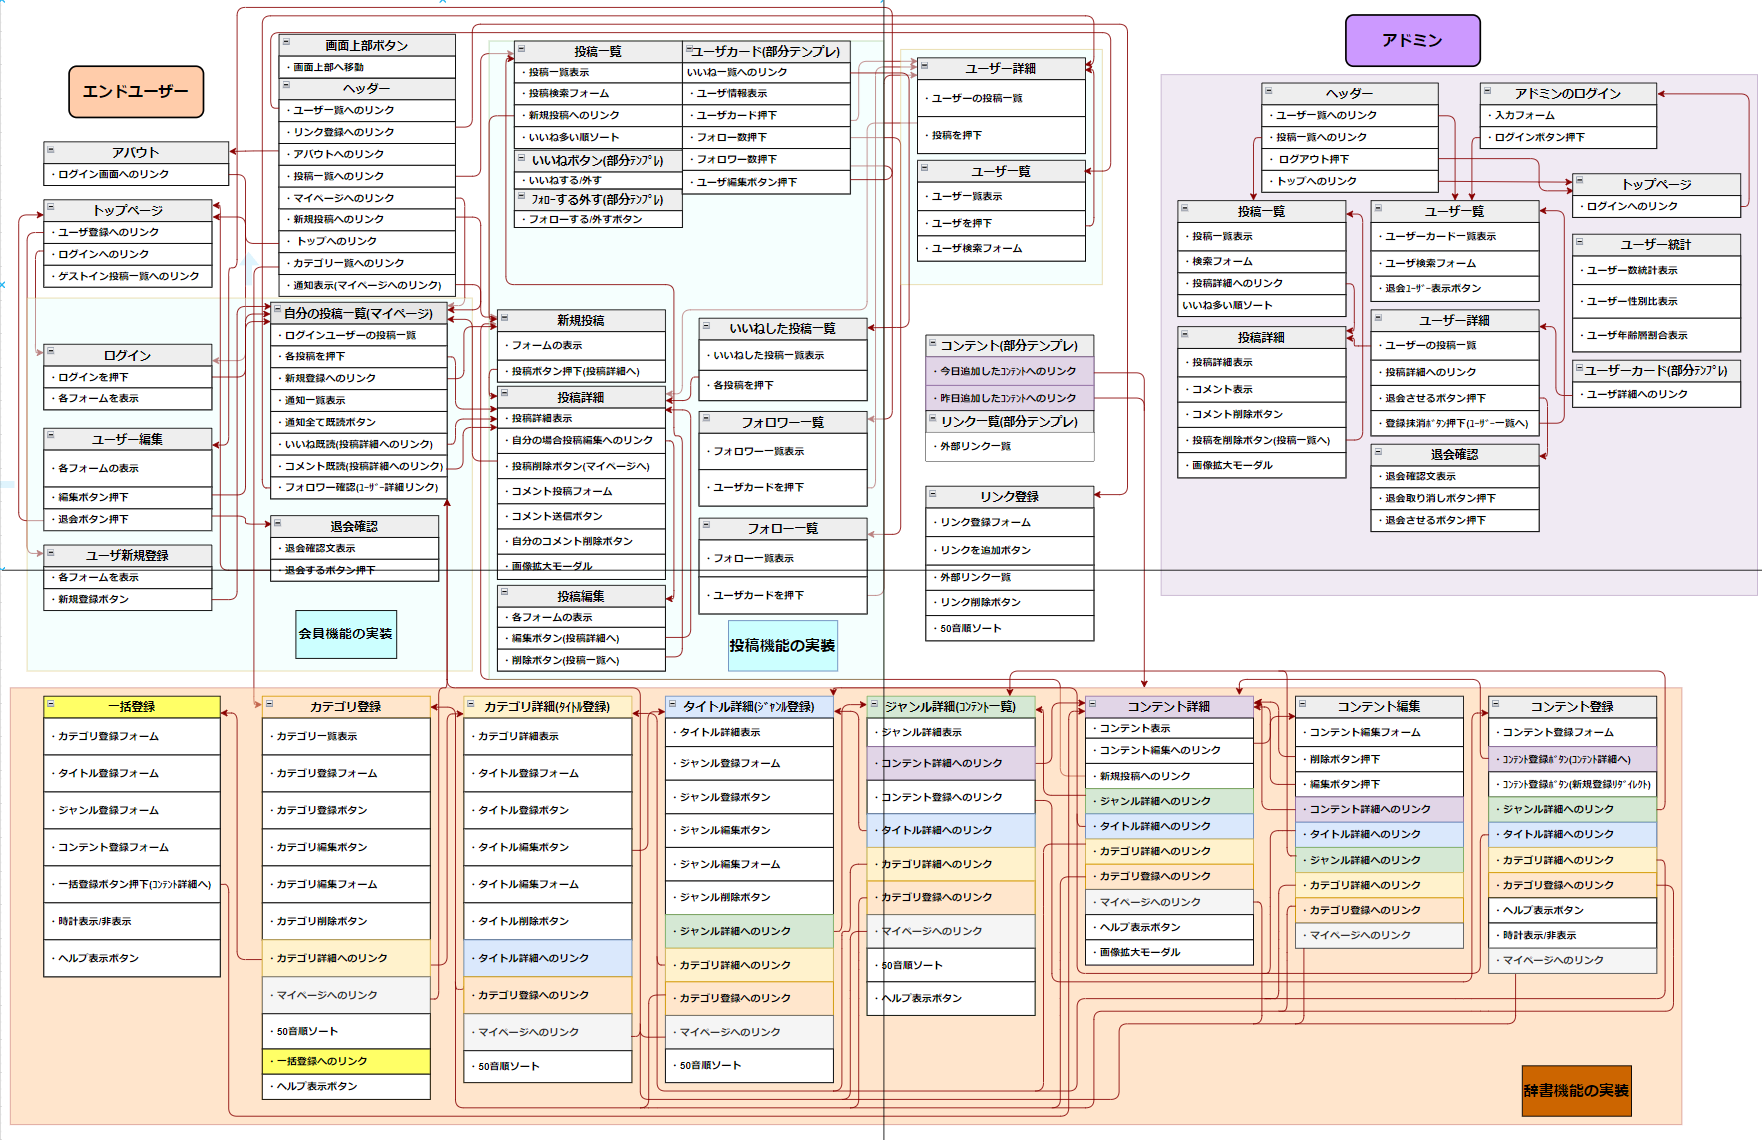 エンドユーザー
アバウト
・ログイン画面へのリンク
トップページ
・ユーザ登録へのリンク
・ログインへのリンク
・ゲストイン投稿一覧へのリンク
ログイン
・ログインを押下
・各フォームを表示
ユーザー編集
・各フォームの表示
・編集ボタン押下
・退会ボタン押下
ユーザ新規登録
・各フォームを表示
・新規登録ボタン
画面上部ボタン
・画面上部へ移動
ヘッダー
・ユーザ一覧へのリンク
・リンク登録へのリンク
・アバウトへのリンク
・投稿一覧へのリンク
・マイページへのリンク
・新規投稿へのリンク
・トップへのリンク
・カテゴリ一覧へのリンク
・通知表示(マイページへのリンク)
自分の投稿一覧(マイページ)
・ログインユーザーの投稿一覧
・各投稿を押下
・新規登録へのリンク
・通知一覧表示
・通知全て既読ボタン
・いいね既読(投稿詳細へのリンク)
・コメント既読(投稿詳細へのリンク)
・フォロワー確認(ﾕｰｻﾞｰ詳細リンク)
退会確認
・退会確認文表示
・退会するボタン押下
会員機能の実装
投稿一覧
・投稿一覧表示
・投稿検索フォーム
・新規投稿へのリンク
・いいね多い順ソート
いいねボタン(部分ﾃﾝﾌﾟﾚ)
・いいねする/外す
ﾌｫﾛｰする外す(部分ﾃﾝﾌﾟﾚ)
・フォローする/外すボタン
ユーザカード(部分テンプレ)
いいね一覧へのリンク
・ユーザ情報表示
・ユーザカード押下
・フォロー数押下
・フォロワー数押下
・ユーザ編集ボタン押下
新規投稿
・フォームの表示
・投稿ボタン押下(投稿詳細へ)
投稿詳細
・投稿詳細表示
・自分の場合投稿編集へのリンク
・投稿削除ボタン(マイページへ)
・コメント投稿フォーム
・コメント送信ボタン
・自分のコメント削除ボタン
・画像拡大モーダル
投稿編集
・各フォームの表示
・編集ボタン(投稿詳細へ)
・削除ボタン(投稿一覧へ)
いいねした投稿一覧
・いいねした投稿一覧表示
・各投稿を押下
フォロワー一覧
・フォロワー一覧表示
・ユーザカードを押下
フォロー一覧
・フォロー一覧表示
・ユーザカードを押下
投稿機能の実装
ユーザー詳細
・ユーザーの投稿一覧
・投稿を押下
ユーザ一覧
・ユーザー覧表示
・ユーザを押下
・ユーザ検索フォーム
コンテント(部分テンプレ)
・今日追加したｺﾝﾃﾝﾄへのリンク
・昨日追加したｺﾝﾃﾝﾄへのリンク
リンク一覧(部分テンプレ)
・外部リンク一覧
リンク登録
・リンク登録フォーム
・リンクを追加ボタン
・外部リンク一覧
・リンク削除ボタン
・50音順ソート
アドミン
ヘッダー
・ユーザー覧へのリンク
・投稿一覧へのリンク
・ログアウト押下
・トップへのリンク
アドミンのログイン
・入力フォーム
・ログインボタン押下
トップページ
・ログインへのリンク
投稿一覧
・投稿一覧表示
・検索フォーム
・投稿詳細へのリンク
いいね多い順ソート
投稿詳細
・投稿詳細表示
・コメント表示
・コメント削除ボタン
・投稿を削除ボタン(投稿一覧へ)
・画像拡大モーダル
ユーザー覧
・ユーザーカード一覧表示
・ユーザ検索フォーム
・退会ﾕｰｻﾞｰ表示ボタン
ユーザー詳細
・ユーザーの投稿一覧
・投稿詳細へのリンク
・退会させるボタン押下
・登録抹消ﾎﾞﾀﾝ押下(ﾕｰｻﾞｰ一覧へ)
退会確認
・退会確認文表示
・退会取り消しボタン押下
・退会させるボタン押下
ユーザー統計
・ユーザー数統計表示
・ユーザー性別比表示
・ユーザ年齢層割合表示
ユーザーカード(部分テンプレ)
・ユーザ詳細へのリンク
一括登録
・カテゴリ登録フォーム
・タイトル登録フォーム
・ジャンル登録フォーム
・コンテント登録フォーム
・一括登録ボタン押下(ｺﾝﾃﾝﾄ詳細へ)
・時計表示/非表示
・ヘルプ表示ボタン
カテゴリ登録
・カテゴリ一覧表示
・カテゴリ登録フォーム
・カテゴリ登録ボタン
・カテゴリ編集ボタン
・カテゴリ編集フォーム
・カテゴリ削除ボタン
・カテゴリ詳細へのリンク
・マイページへのリンク
・50音順ソート
・一括登録へのリンク
・ヘルプ表示ボタン
カテゴリ詳細(ﾀｲﾄﾙ登録)
・カテゴリ詳細表示
・タイトル登録フォーム
・タイトル登録ボタン
・タイトル編集ボタン
・タイトル編集フォーム
・タイトル削除ボタン
・タイトル詳細へのリンク
・カテゴリ登録へのリンク
・マイページへのリンク
・50音順ソート
タイトル詳細(ｼﾞｬﾝﾙ登録)
・タイトル詳細表示
・ジャンル登録フォーム
・ジャンル登録ボタン
・ジャンル編集ボタン
・ジャンル編集フォーム
・ジャンル削除ボタン
・ジャンル詳細へのリンク
・カテゴリ詳細へのリンク
・カテゴリ登録へのリンク
・マイページへのリンク
・50音順ソート
ジャンル詳細(ｺﾝﾃﾝﾄ一覧)
・ジャンル詳細表示
・コンテント詳細へのリンク
・コンテント登録へのリンク
・タイトル詳細へのリンク
・カテゴリ詳細へのリンク
・カテゴリ登録へのリンク
・マイページへのリンク
・50音順ソート
・ヘルプ表示ボタン
コンテント詳細
・コンテント表示
・コンテント編集へのリンク
・新規投稿へのリンク
・ジャンル詳細へのリンク
・タイトル詳細へのリンク
・カテゴリ詳細へのリンク
・カテゴリ登録へのリンク
・マイページへのリンク
・ヘルプ表示ボタン
・画像拡大モーダル
コンテント編集
・コンテント編集フォーム
・削除ボタン押下
・編集ボタン押下
・コンテント詳細へのリンク
・タイトル詳細へのリンク
・ジャンル詳細へのリンク
・カテゴリ詳細へのリンク
・カテゴリ登録へのリンク
・マイページへのリンク
コンテント登録
・コンテント登録フォーム
・ｺﾝﾃﾝﾄ登録ﾎﾞﾀﾝ(ｺﾝﾃﾝﾄ詳細へ)
・ｺﾝﾃﾝﾄ登録ﾎﾞﾀﾝ(新規登録ﾘﾀﾞｲﾚｸﾄ)
・ジャンル詳細へのリンク
・タイトル詳細へのリンク
・カテゴリ詳細へのリンク
・カテゴリ登録へのリンク
・ヘルプ表示ボタン
・時計表示/非表示
・マイページへのリンク
辞書機能の実装